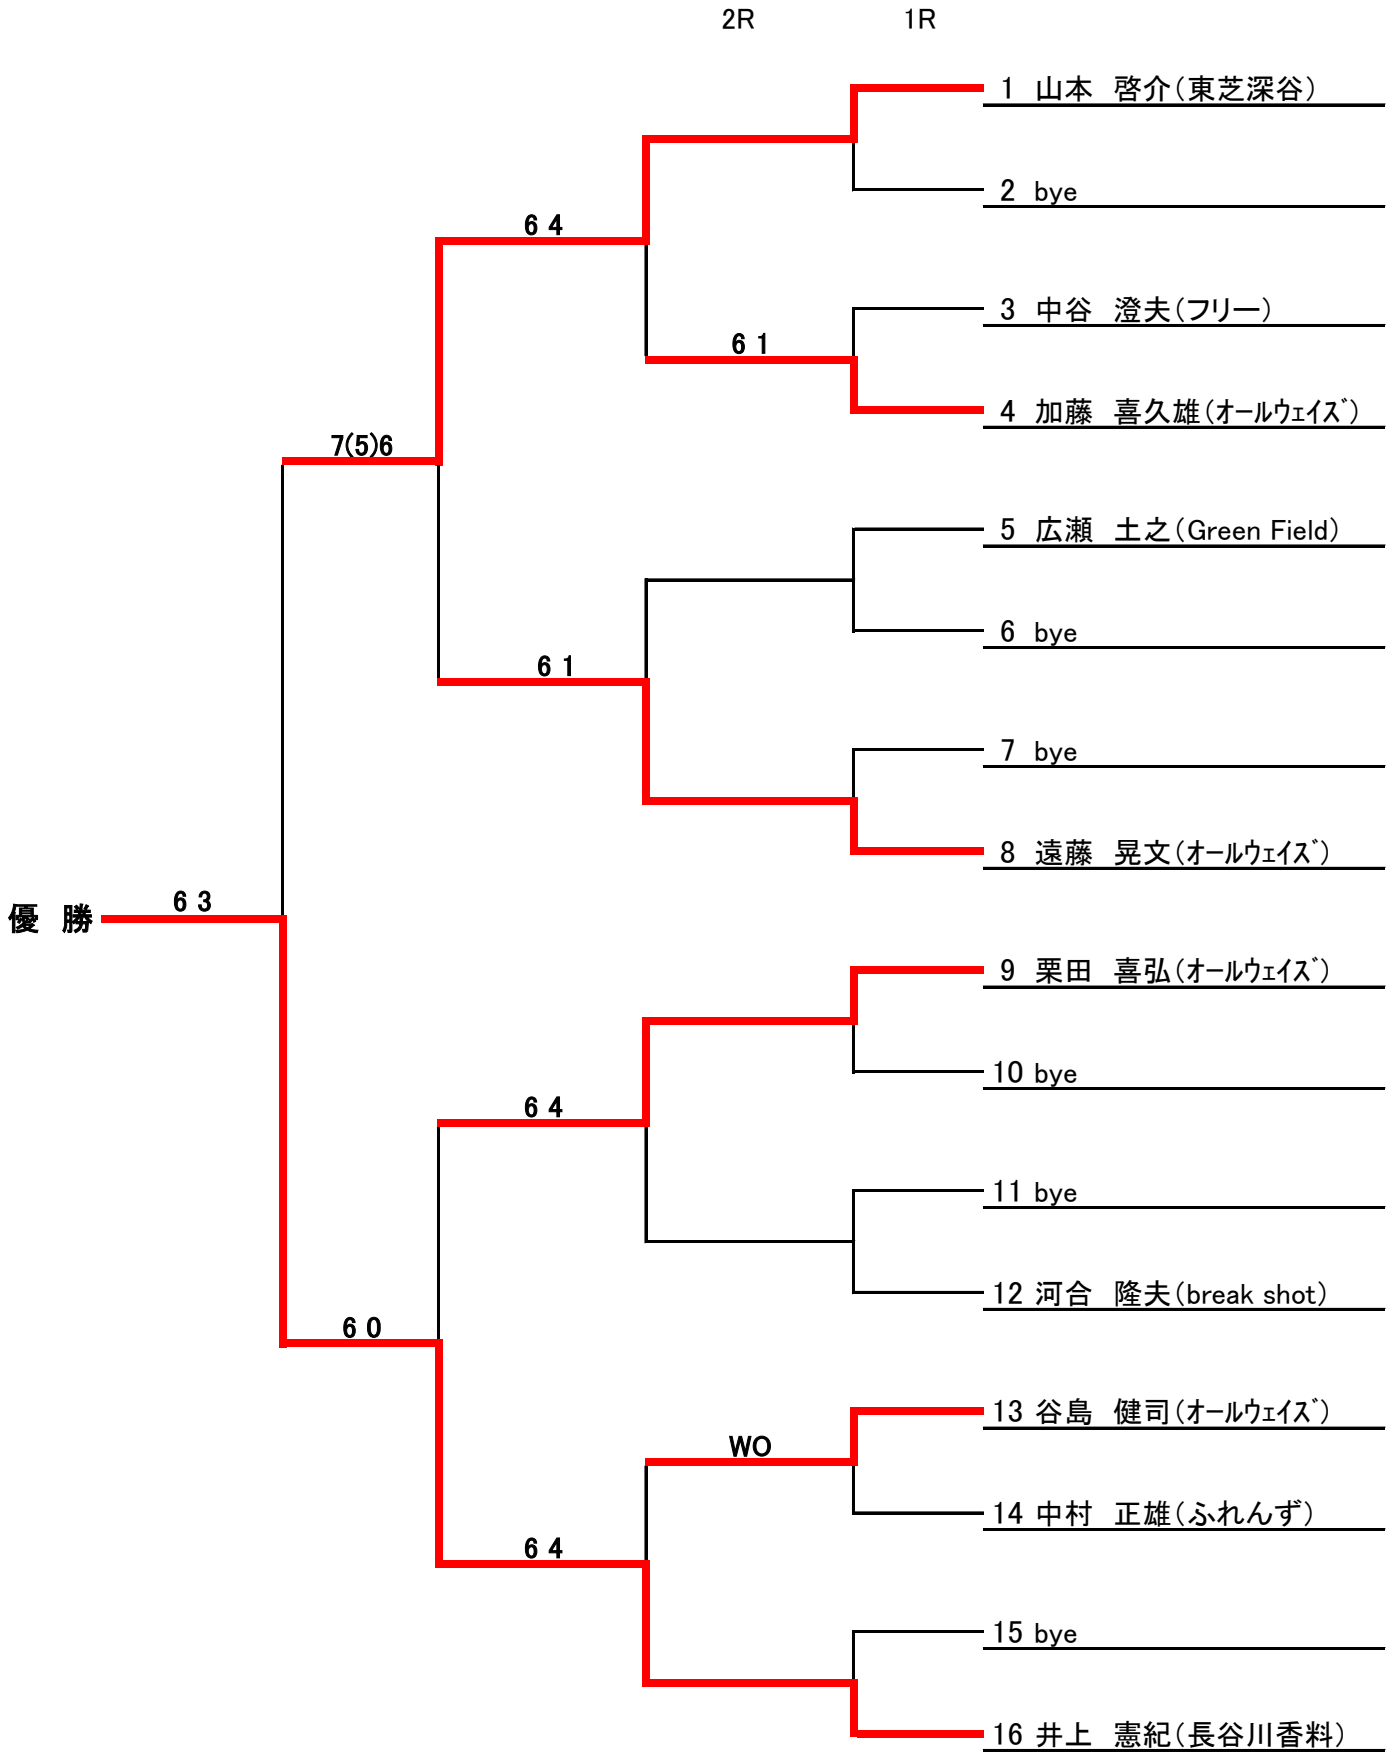 2R 1R
1 山本 啓介(東芝深谷)
2 bye
6 4
3 中谷 澄夫(フリー)
6 1
4 加藤 喜久雄(ｵｰﾙｳｪｲｽﾞ)
7(5)6
5 広瀬 土之(Green Field)
6 bye
6 1
7 bye
8 遠藤 晃文(ｵｰﾙｳｪｲｽﾞ)
6 3
優 勝
9 栗田 喜弘(ｵｰﾙｳｪｲｽﾞ)
10 bye
6 4
11 bye
12 河合 隆夫(break shot)
6 0
13 谷島 健司(ｵｰﾙｳｪｲｽﾞ)
WO
14 中村 正雄(ふれんず)
6 4
15 bye
16 井上 憲紀(長谷川香料)